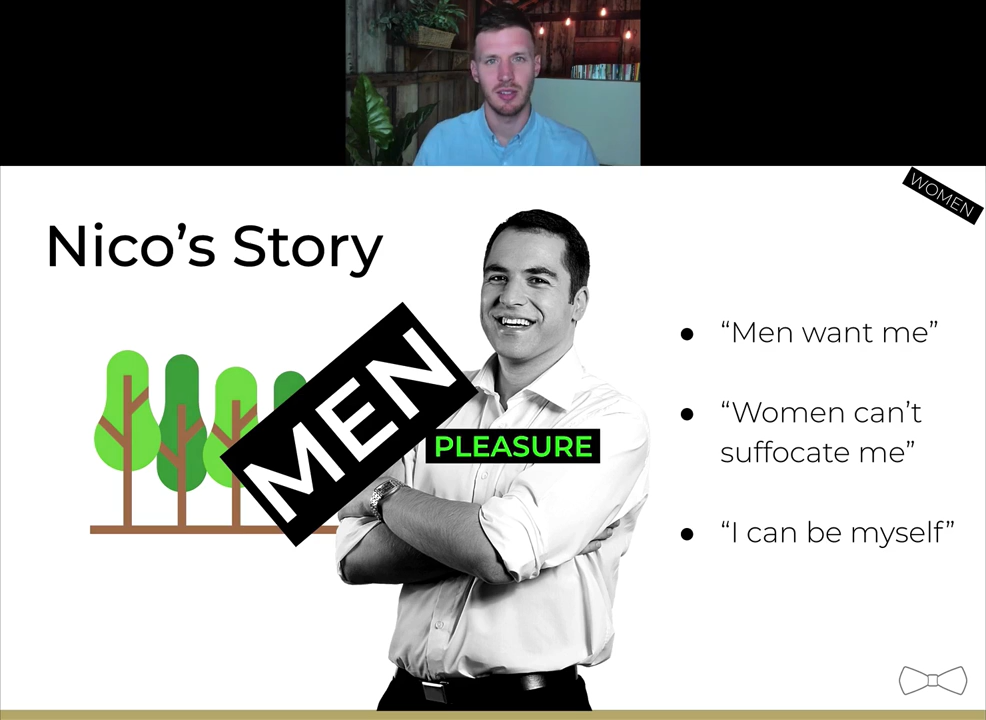 WOMEN
Nico’s Story
MEN
PLEASURE
“Men want me”
“Women can’t
suffocate me”
“I can be myself”